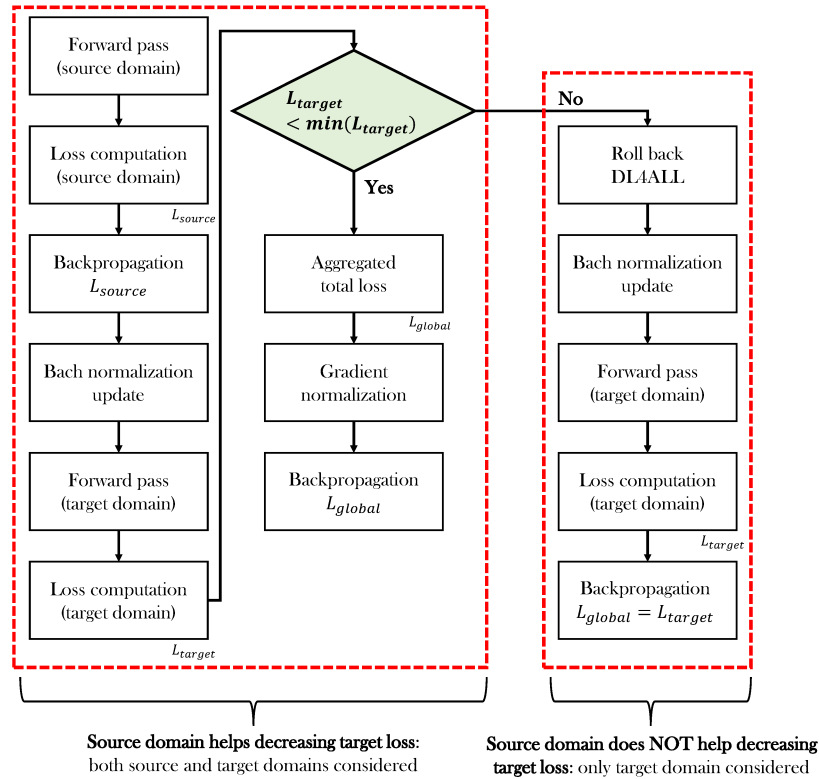 Forward pass
(source domain)
Loss computation
(source domain)
L_source
Backpropagation
L_source
Bach normalization
update
Forward pass
(target domain)
Loss computation
(target domain)
L_target
L_target
< min(L_target)
Yes
No
Aggregated
total loss
L_global
Gradient
normalization
Backpropagation
L_global
Roll back
DL4ALL
Bach normalization
update
Forward pass
(target domain)
Loss computation
(target domain)
L_target
Backpropagation
L_global = L_target
Source domain helps decreasing target loss:
both source and target domains considered
Source domain does NOT help decreasing
target loss: only target domain considered